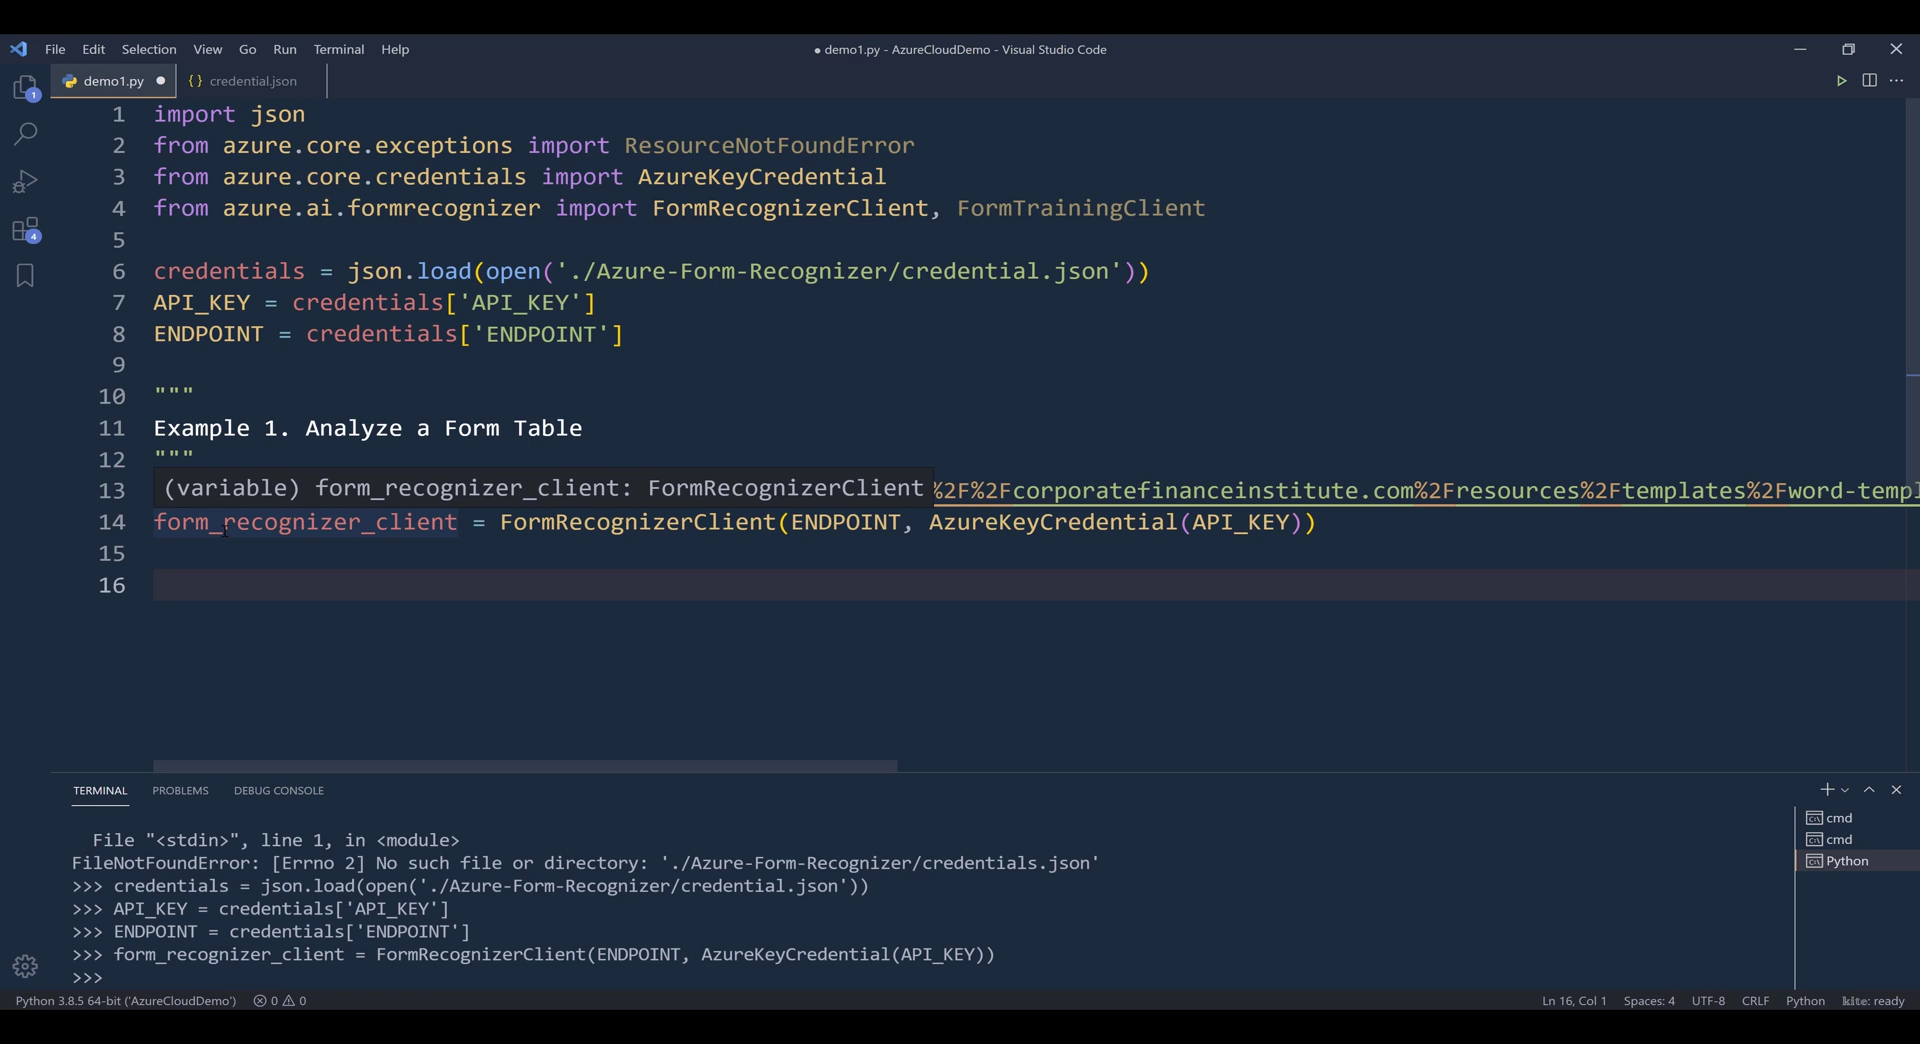 File Edit Selection View Go Run Terminal Help
● demo1.py - AzureCloudDemo - Visual Studio Code
demo1.py ●
{ } credential.json
1 import json
2 from azure.core.exceptions import ResourceNotFoundError
3 from azure.core.credentials import AzureKeyCredential
4 from azure.ai.formrecognizer import FormRecognizerClient, FormTrainingClient
5
6 credentials = json.load(open('./Azure-Form-Recognizer/credential.json'))
7 API_KEY = credentials['API_KEY']
8 ENDPOINT = credentials['ENDPOINT']
9
10 """
11 Example 1. Analyze a Form Table
12 """
(variable) form_recognizer_client: FormRecognizerClient
13 %2F%2Fcorporatefinanceinstitute.com%2Fresources%2Ftemplates%2Fword-templ
14 form_recognizer_client = FormRecognizerClient(ENDPOINT, AzureKeyCredential(API_KEY))
15
16
1
4
TERMINAL PROBLEMS DEBUG CONSOLE
File "<stdin>", line 1, in <module>
FileNotFoundError: [Errno 2] No such file or directory: './Azure-Form-Recognizer/credentials.json'
>>> credentials = json.load(open('./Azure-Form-Recognizer/credential.json'))
>>> API_KEY = credentials['API_KEY']
>>> ENDPOINT = credentials['ENDPOINT']
>>> form_recognizer_client = FormRecognizerClient(ENDPOINT, AzureKeyCredential(API_KEY))
>>>
cmd
cmd
Python
Python 3.8.5 64-bit ('AzureCloudDemo') 0 0
Ln 16, Col 1 Spaces: 4 UTF-8 CRLF Python kite: ready